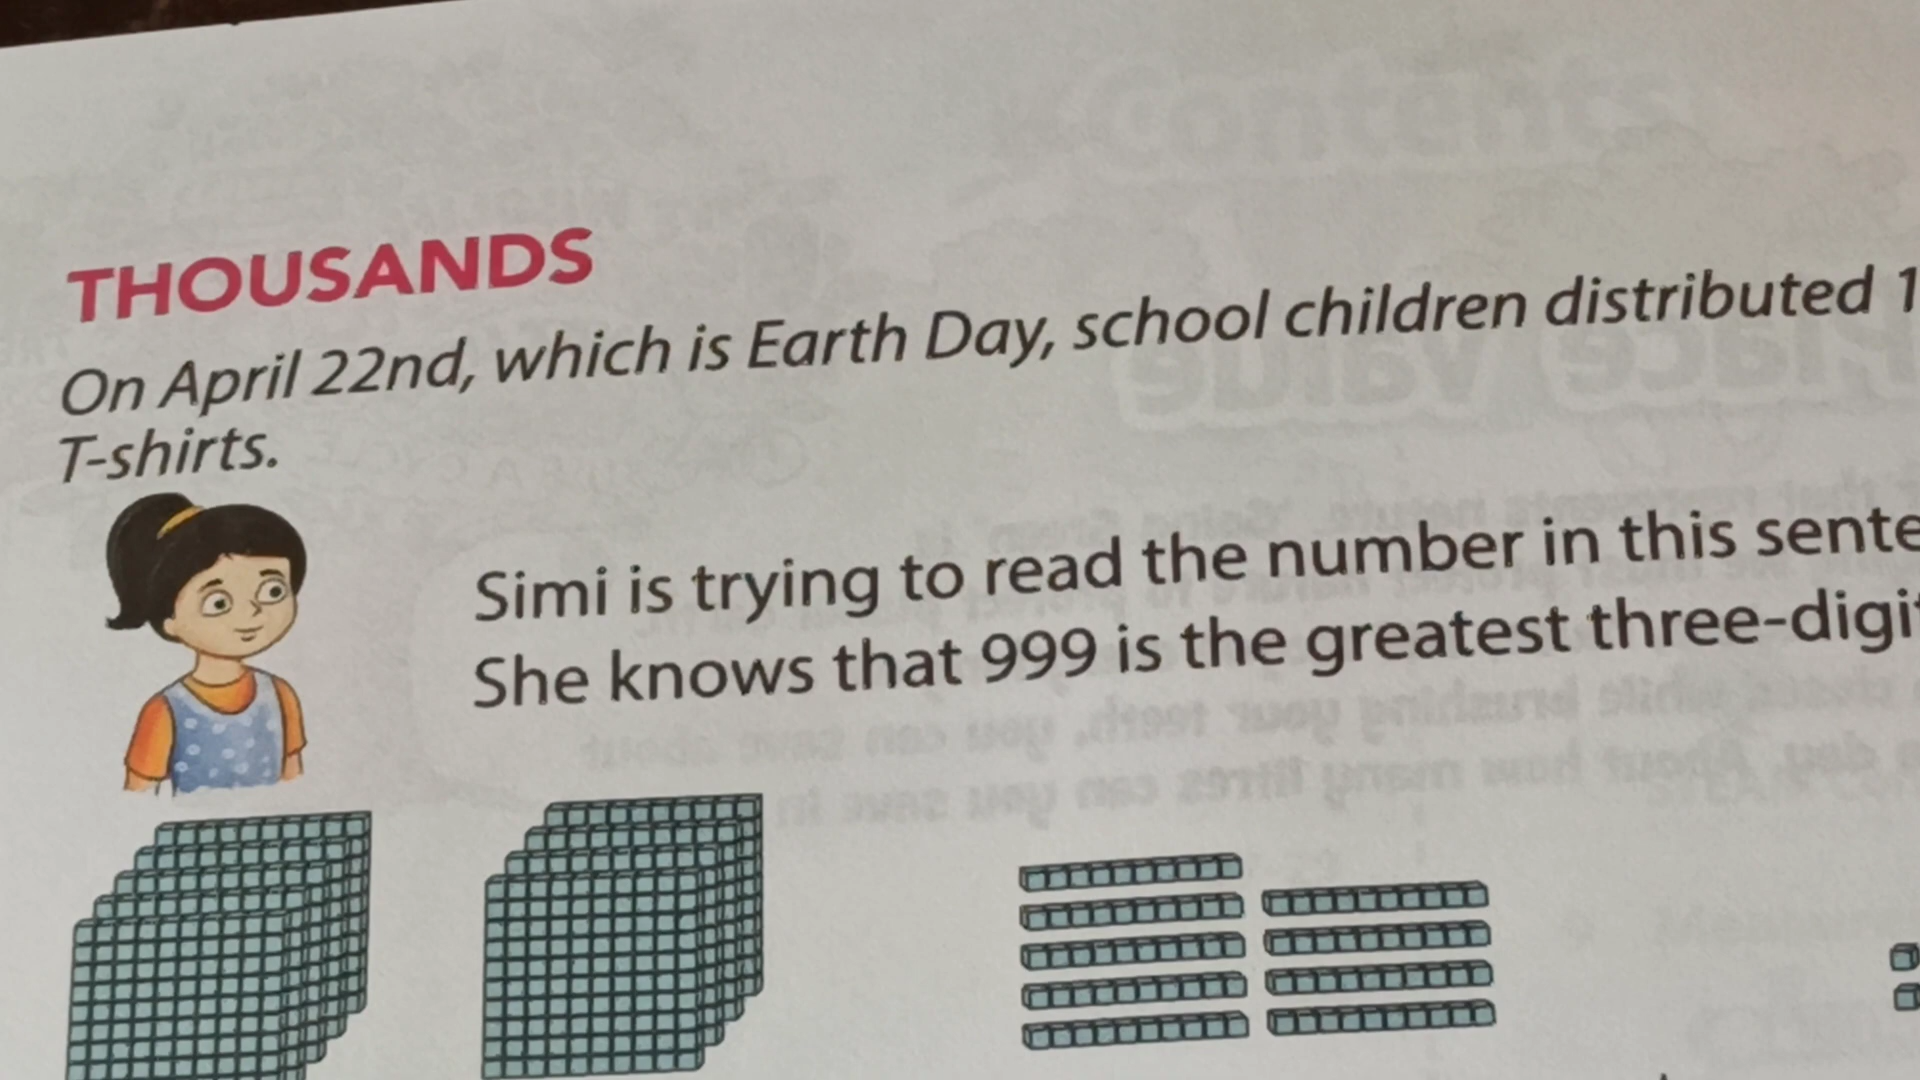 THOUSANDS
On April 22nd, which is Earth Day, school children distributed 1
T-shirts.
Simi is trying to read the number in this sente
She knows that 999 is the greatest three-digi